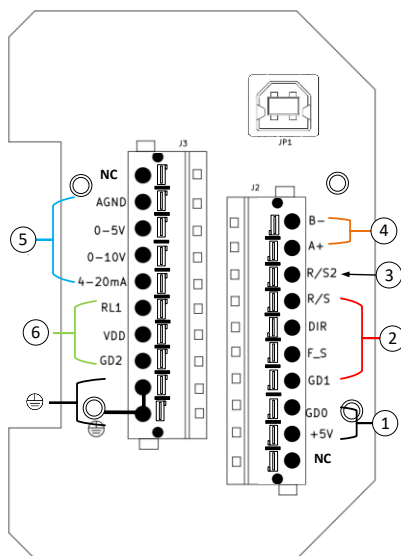 JP1
J3
NC
AGND
0-5V
0-10V
4-20mA
RL1
VDD
GD2
5
6
J2
B-
A+
R/S2
R/S
DIR
F_S
GD1
GD0
+5V
NC
4
3
2
1